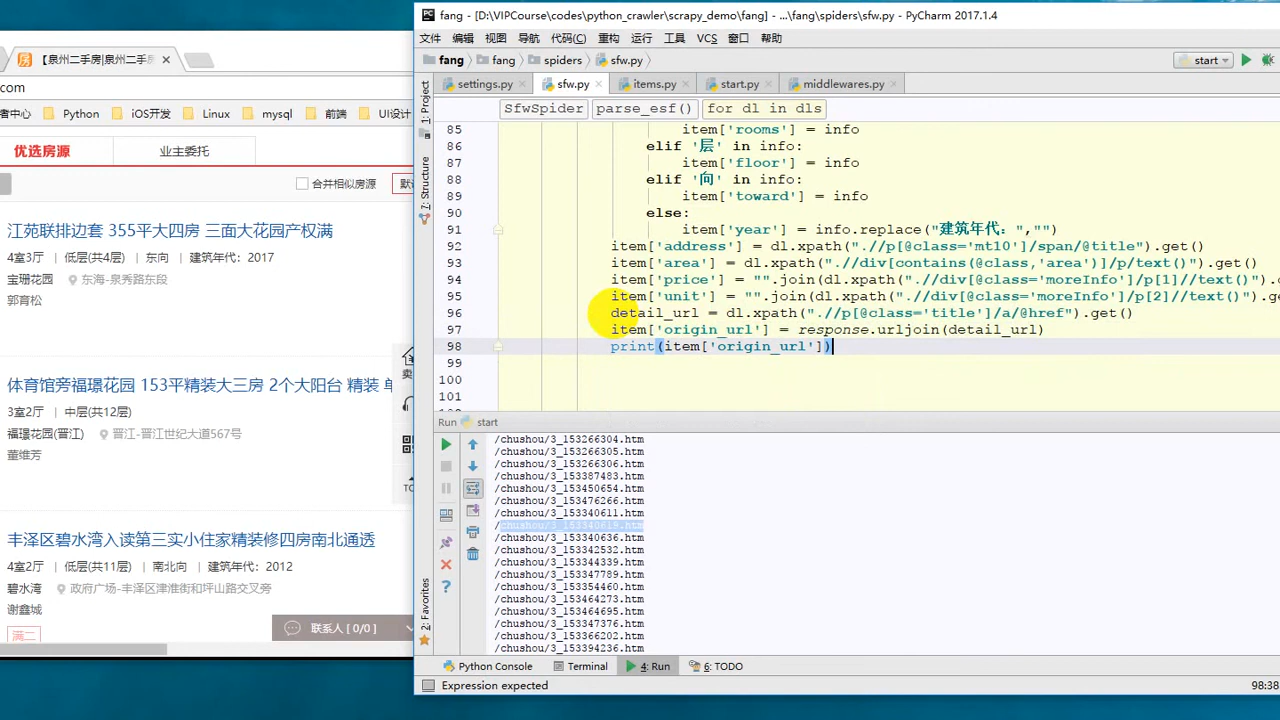 【泉州二手房|泉州二手房
com
者中心 Python iOS开发 Linux mysql 前端 UI设计
优选房源 业主委托
合并相似房源 默
江苑联排边套 355平大四房 三面大花园产权满
4室3厅 | 低层(共4层) | 东向 | 建筑年代：2017
宝珊花园 东海-泉秀路东段
郭育松
卖
体育馆旁福璟花园 153平精装大三房 2个大阳台 精装 单
3室2厅 | 中层(共12层)
福璟花园(晋江) 晋江-晋江世纪大道567号
董维芳
TO
丰泽区碧水湾入读第三实小住家精装修四房南北通透
4室2厅 | 低层(共11层) | 南北向 | 建筑年代：2012
碧水湾 政府广场-丰泽区津淮街和坪山路交叉旁
谢鑫城
满二
联系人 [ 0/0 ]
fang - [D:\VIPCourse\codes\python_crawler\scrapy_demo\fang] - ...\fang\spiders\sfw.py - PyCharm 2017.1.4
文件 编辑 视图 导航 代码(C) 重构 运行 工具 VCS 窗口 帮助
fang fang spiders sfw.py start
settings.py sfw.py items.py start.py middlewares.py
SfwSpider parse_esf() for dl in dls
1: Project
7: Structure
2: Favorites
85 item['rooms'] = info
86 elif '层' in info:
87 item['floor'] = info
88 elif '向' in info:
89 item['toward'] = info
90 else:
91 item['year'] = info.replace("建筑年代：","")
92 item['address'] = dl.xpath(".//p[@class='mt10']/span/@title").get()
93 item['area'] = dl.xpath(".//div[contains(@class,'area')]/p/text()").get()
94 item['price'] = "".join(dl.xpath(".//div[@class='moreInfo']/p[1]//text()").g
95 item['unit'] = "".join(dl.xpath(".//div[@class='moreInfo']/p[2]//text()").ge
96 detail_url = dl.xpath(".//p[@class='title']/a/@href").get()
97 item['origin_url'] = response.urljoin(detail_url)
98 print(item['origin_url'])
99
100
101
Run start
/chushou/3_153266304.htm
/chushou/3_153266305.htm
/chushou/3_153266306.htm
/chushou/3_153387483.htm
/chushou/3_153450654.htm
/chushou/3_153476266.htm
/chushou/3_153340611.htm
/chushou/3_153340619.htm
/chushou/3_153340636.htm
/chushou/3_153342532.htm
/chushou/3_153344339.htm
/chushou/3_153347789.htm
/chushou/3_153354460.htm
/chushou/3_153464273.htm
/chushou/3_153464695.htm
/chushou/3_153347376.htm
/chushou/3_153366202.htm
/chushou/3_153394236.htm
Python Console Terminal 4: Run 6: TODO
Expression expected 98:38